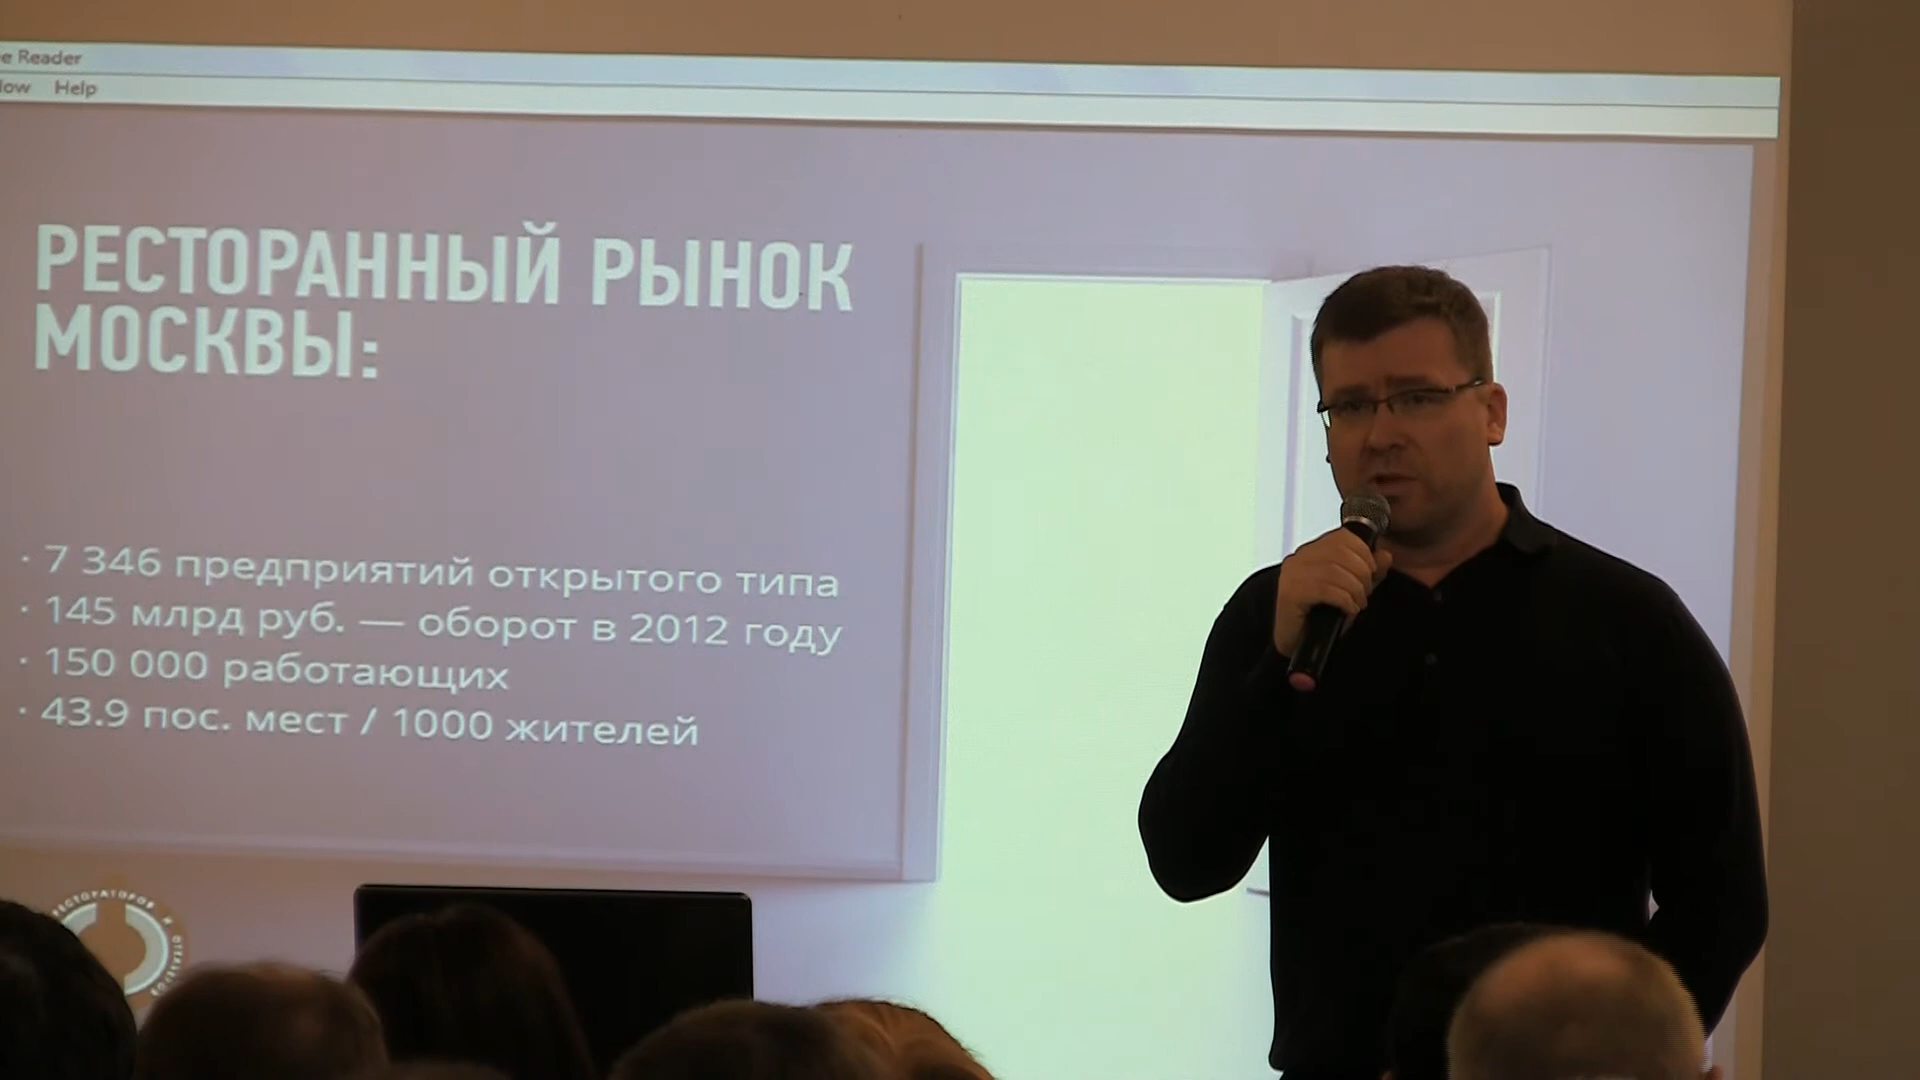 e Reader
Help
РЕСТОРАННЫЙ РЫНОК
МОСКВЫ:
· 7 346 предприятий открытого типа
· 145 млрд руб. — оборот в 2012 году
· 150 000 работающих
· 43.9 пос. мест / 1000 жителей
РЕСТОРАТОРОВ И